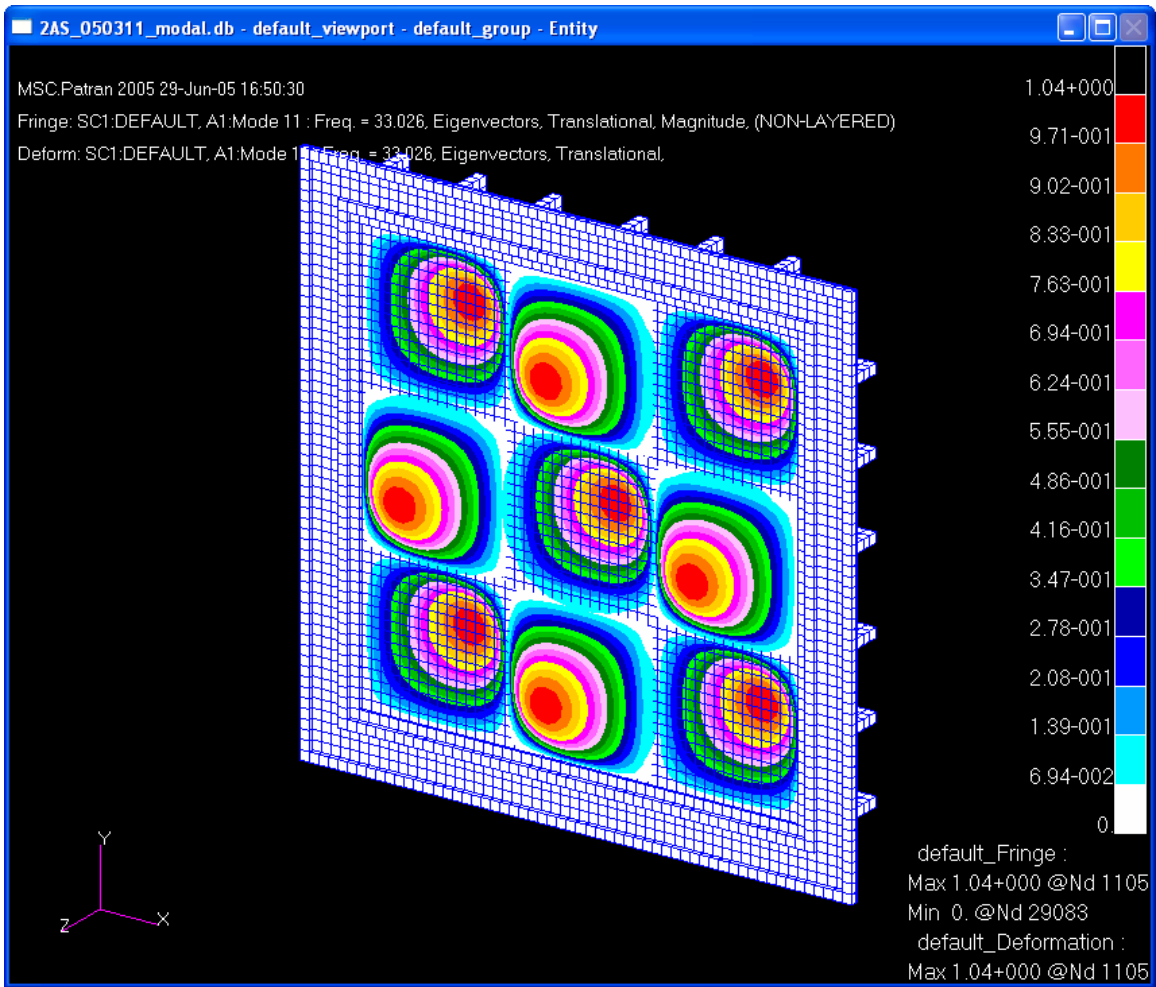 2AS_050311_modal.db - default_viewport - default_group - Entity
MSC.Patran 2005 29-Jun-05 16:50:30
Fringe: SC1:DEFAULT, A1:Mode 11 : Freq. = 33.026, Eigenvectors, Translational, Magnitude, (NON-LAYERED)
Deform: SC1:DEFAULT, A1:Mode 1 Freq. = 33.026, Eigenvectors, Translational,
1.04+000
9.71-001
9.02-001
8.33-001
7.63-001
6.94-001
6.24-001
5.55-001
4.86-001
4.16-001
3.47-001
2.78-001
2.08-001
1.39-001
6.94-002
0.
default_Fringe :
Max 1.04+000 @Nd 1105
Min 0. @Nd 29083
default_Deformation :
Max 1.04+000 @Nd 1105
Y
Z
X